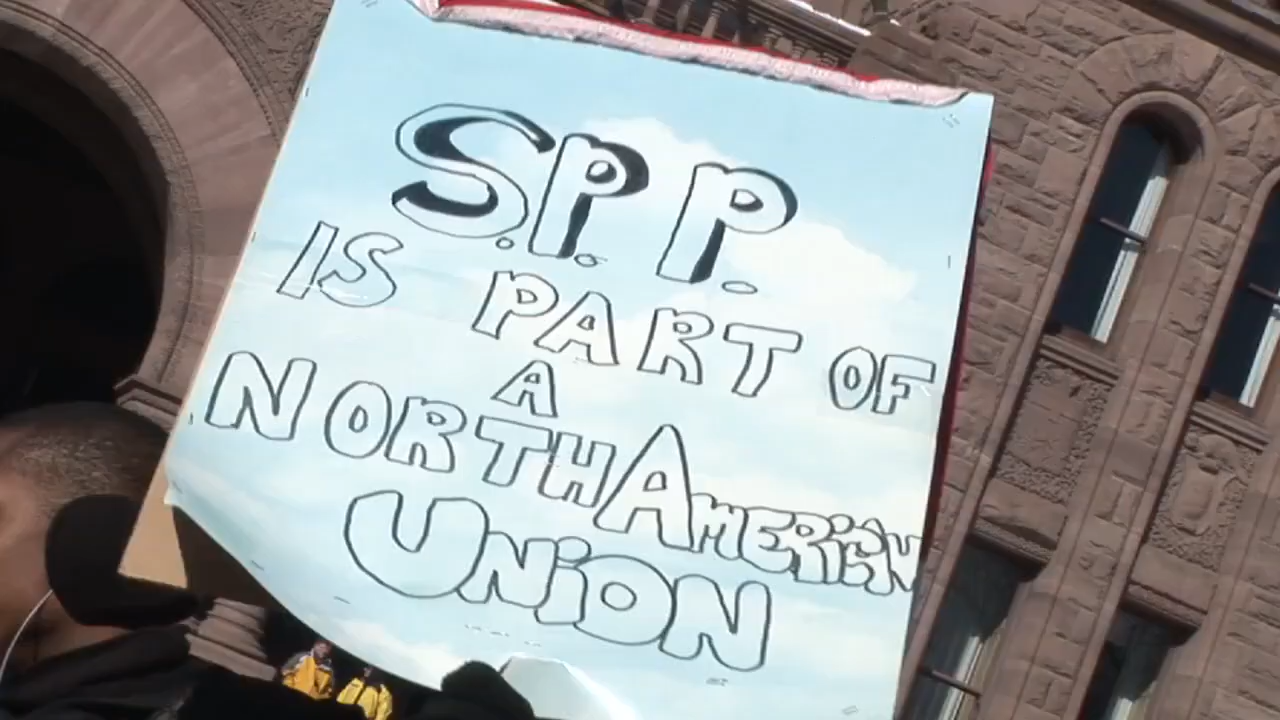 S.P.P.
IS PART OF
A
NORTH AMERICAN
UNiON